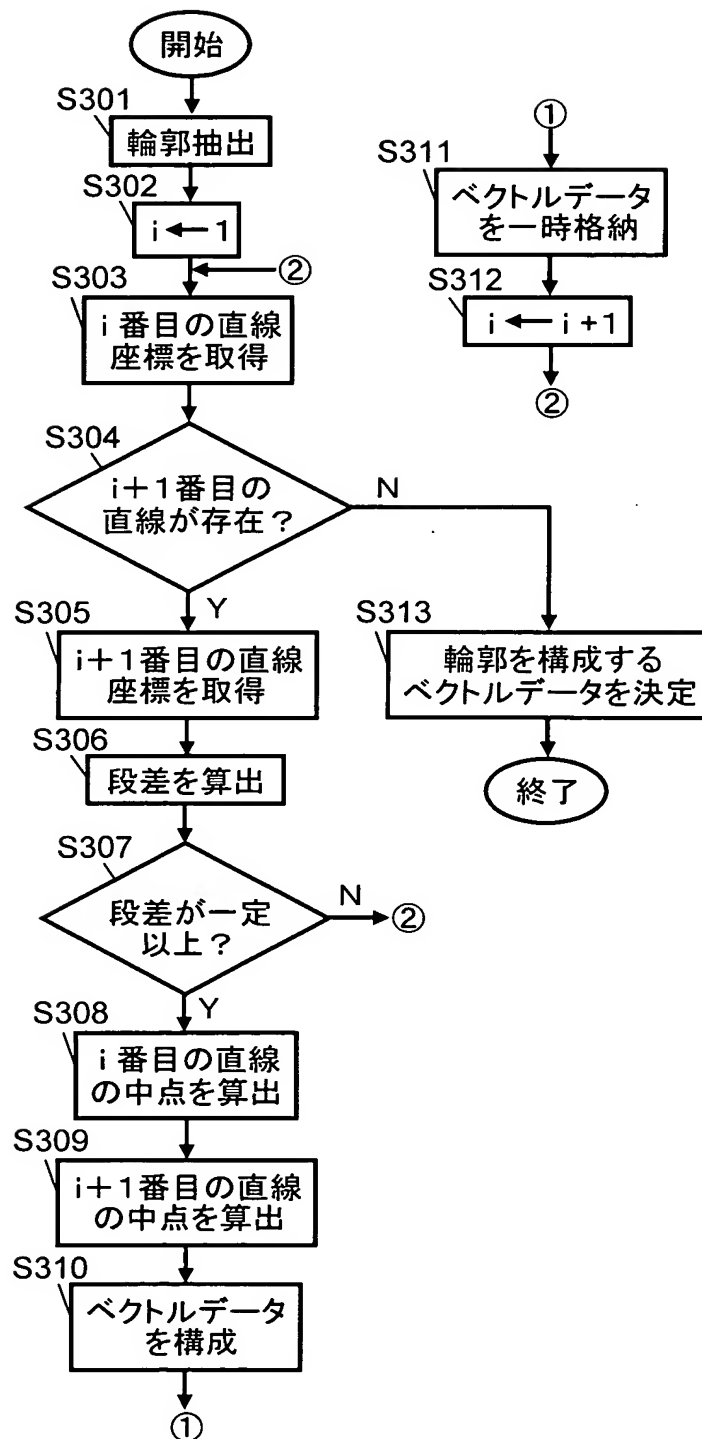 開始
S301
輪郭抽出
S302
i ← 1
②
S303
i 番目の直線
座標を取得
S304
i+1番目の
直線が存在?
N
Y
S305
i+1番目の直線
座標を取得
S306
段差を算出
S307
段差が一定
以上?
N
②
Y
S308
i 番目の直線
の中点を算出
S309
i+1番目の直線
の中点を算出
S310
ベクトルデータ
を構成
①
①
S311
ベクトルデータ
を一時格納
S312
i ← i+1
②
S313
輪郭を構成する
ベクトルデータを決定
終了